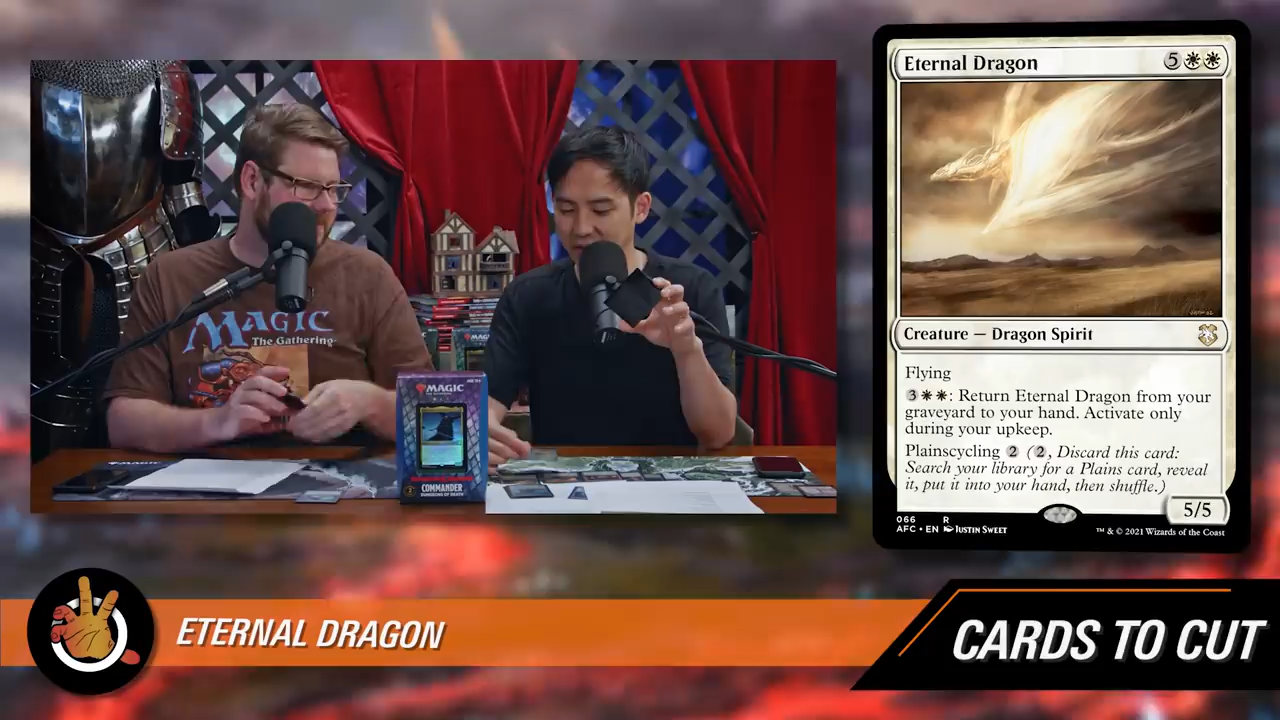 MAGIC
The Gathering
MAGIC
COMMANDER
DUNGEONS OF DEATH
Eternal Dragon
5
Creature — Dragon Spirit
Flying
3: Return Eternal Dragon from your
graveyard to your hand. Activate only
during your upkeep.
Plainscycling 2 (2, Discard this card:
Search your library for a Plains card, reveal
it, put it into your hand, then shuffle.)
5/5
066 R
AFC • EN JUSTIN SWEET
™ & © 2021 Wizards of the Coast
ETERNAL DRAGON
CARDS TO CUT